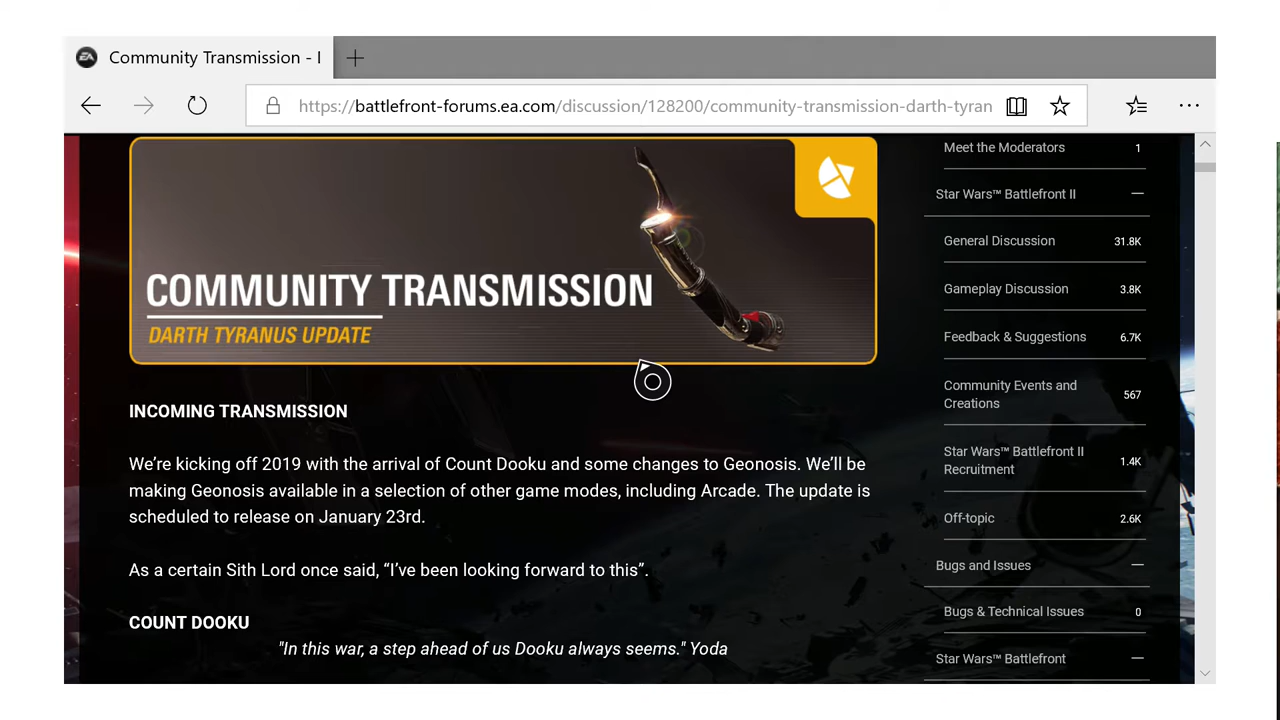 Community Transmission - I
https://battlefront-forums.ea.com/discussion/128200/community-transmission-darth-tyran
COMMUNITY TRANSMISSION
DARTH TYRANUS UPDATE
INCOMING TRANSMISSION
We're kicking off 2019 with the arrival of Count Dooku and some changes to Geonosis. We'll be
making Geonosis available in a selection of other game modes, including Arcade. The update is
scheduled to release on January 23rd.
As a certain Sith Lord once said, “I've been looking forward to this”.
COUNT DOOKU
"In this war, a step ahead of us Dooku always seems." Yoda
Meet the Moderators 1
Star Wars™ Battlefront II —
General Discussion 31.8K
Gameplay Discussion 3.8K
Feedback & Suggestions 6.7K
Community Events and
Creations 567
Star Wars™ Battlefront II
Recruitment 1.4K
Off-topic 2.6K
Bugs and Issues —
Bugs & Technical Issues 0
Star Wars™ Battlefront —